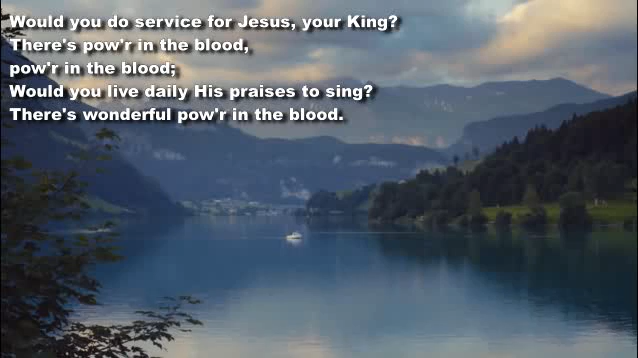 Would you do service for Jesus, your King?
There's pow'r in the blood,
pow'r in the blood;
Would you live daily His praises to sing?
There's wonderful pow'r in the blood.